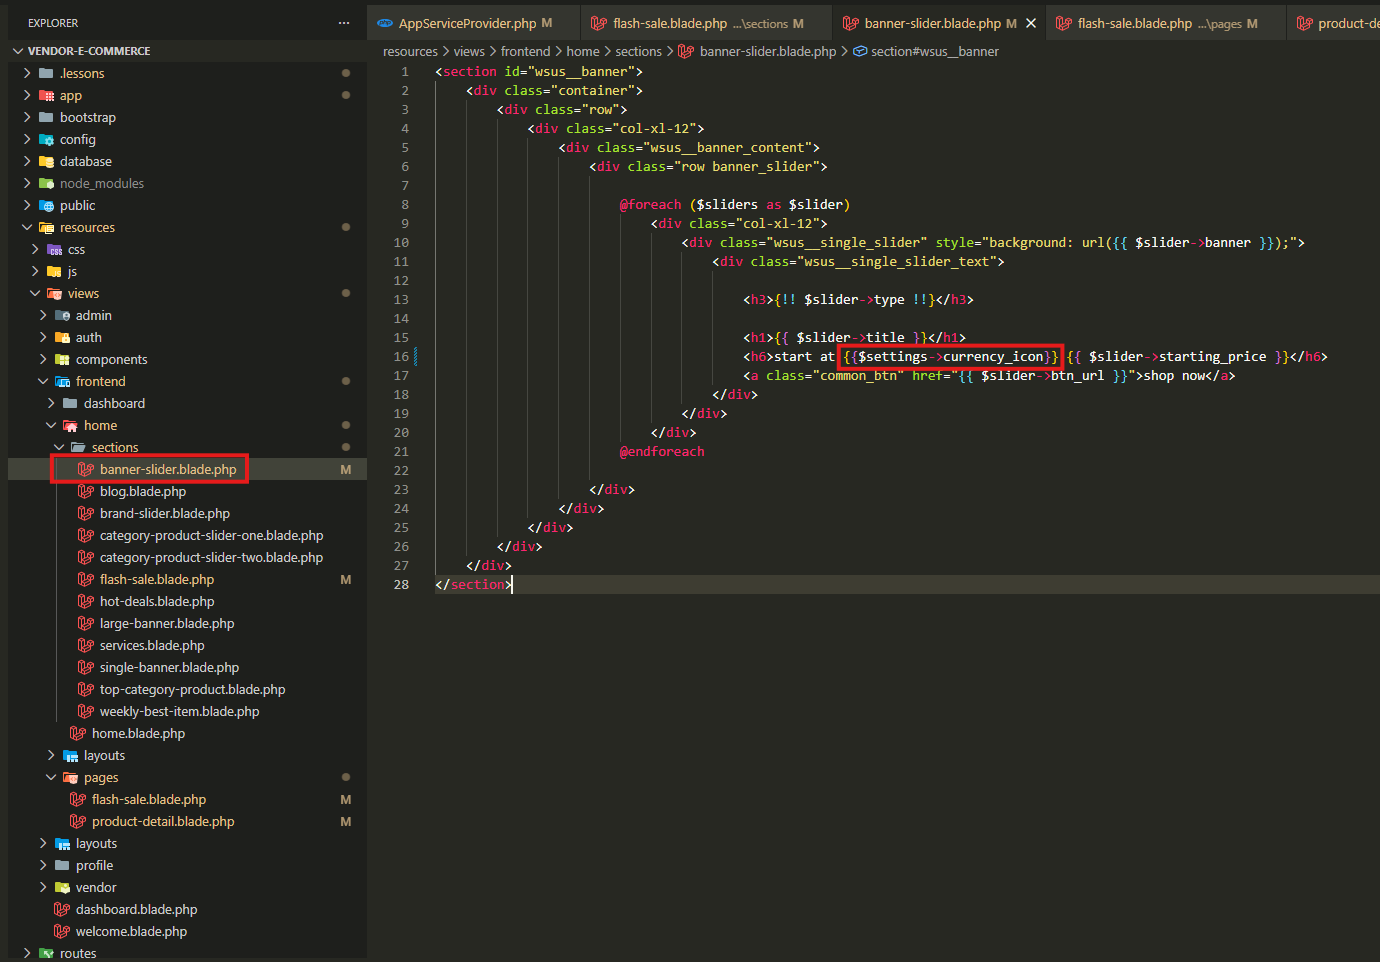 EXPLORER ...
AppServiceProvider.php M
flash-sale.blade.php ...\sections M
banner-slider.blade.php M
flash-sale.blade.php ...\pages M
product-de
VENDOR-E-COMMERCE
.lessons
app
bootstrap
config
database
node_modules
public
resources
css
js
views
admin
auth
components
frontend
dashboard
home
sections
banner-slider.blade.php M
blog.blade.php
brand-slider.blade.php
category-product-slider-one.blade.php
category-product-slider-two.blade.php
flash-sale.blade.php M
hot-deals.blade.php
large-banner.blade.php
services.blade.php
single-banner.blade.php
top-category-product.blade.php
weekly-best-item.blade.php
home.blade.php
layouts
pages
flash-sale.blade.php M
product-detail.blade.php M
layouts
profile
vendor
dashboard.blade.php
welcome.blade.php
routes
resources > views > frontend > home > sections > banner-slider.blade.php > section#wsus__banner
1 <section id="wsus__banner">
2 <div class="container">
3 <div class="row">
4 <div class="col-xl-12">
5 <div class="wsus__banner_content">
6 <div class="row banner_slider">
7
8 @foreach ($sliders as $slider)
9 <div class="col-xl-12">
10 <div class="wsus__single_slider" style="background: url({{ $slider->banner }});">
11 <div class="wsus__single_slider_text">
12
13 <h3>{!! $slider->type !!}</h3>
14
15 <h1>{{ $slider->title }}</h1>
16 <h6>start at {{$settings->currency_icon}} {{ $slider->starting_price }}</h6>
17 <a class="common_btn" href="{{ $slider->btn_url }}">shop now</a>
18 </div>
19 </div>
20 </div>
21 @endforeach
22
23 </div>
24 </div>
25 </div>
26 </div>
27 </div>
28 </section>